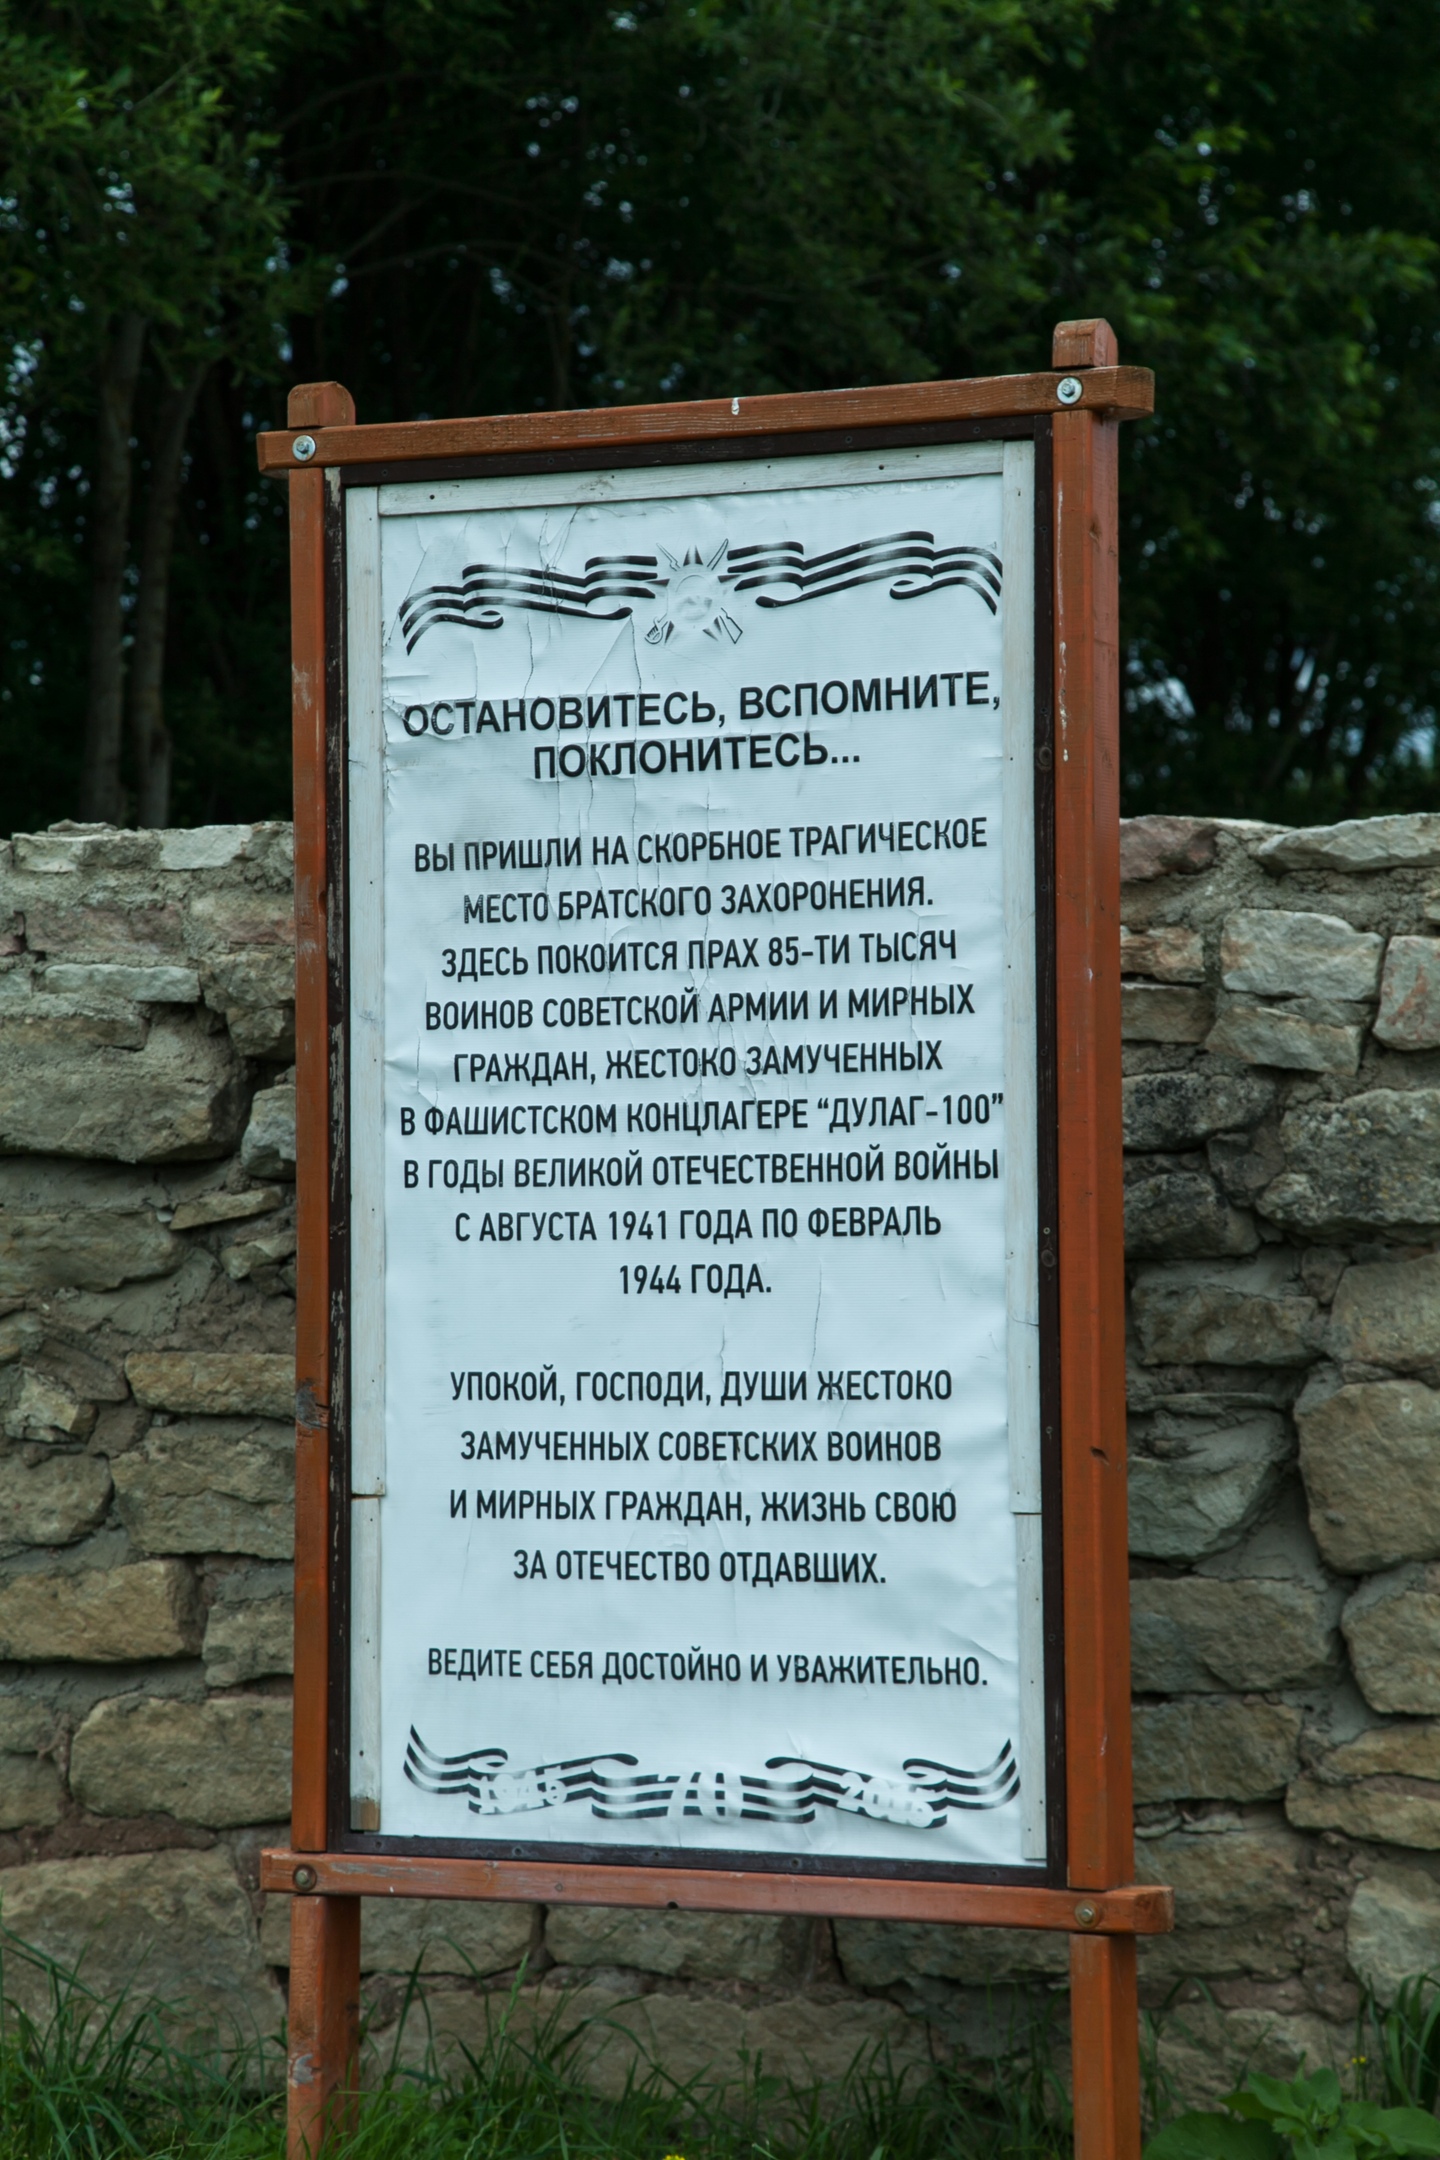 ОСТАНОВИТЕСЬ, ВСПОМНИТЕ,
ПОКЛОНИТЕСЬ...
ВЫ ПРИШЛИ НА СКОРБНОЕ ТРАГИЧЕСКОЕ
МЕСТО БРАТСКОГО ЗАХОРОНЕНИЯ.
ЗДЕСЬ ПОКОИТСЯ ПРАХ 85-ТИ ТЫСЯЧ
ВОИНОВ СОВЕТСКОЙ АРМИИ И МИРНЫХ
ГРАЖДАН, ЖЕСТОКО ЗАМУЧЕННЫХ
В ФАШИСТСКОМ КОНЦЛАГЕРЕ “ДУЛАГ-100”
В ГОДЫ ВЕЛИКОЙ ОТЕЧЕСТВЕННОЙ ВОЙНЫ
С АВГУСТА 1941 ГОДА ПО ФЕВРАЛЬ
1944 ГОДА.
УПОКОЙ, ГОСПОДИ, ДУШИ ЖЕСТОКО
ЗАМУЧЕННЫХ СОВЕТСКИХ ВОИНОВ
И МИРНЫХ ГРАЖДАН, ЖИЗНЬ СВОЮ
ЗА ОТЕЧЕСТВО ОТДАВШИХ.
ВЕДИТЕ СЕБЯ ДОСТОЙНО И УВАЖИТЕЛЬНО.
1945 70 2015